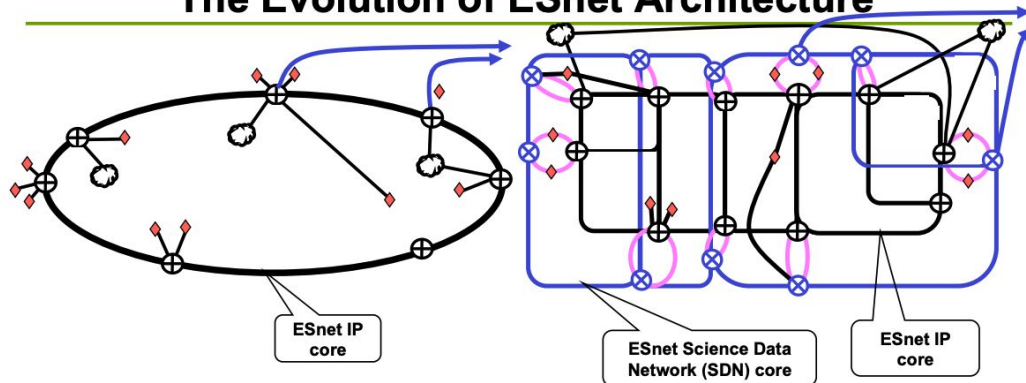 The Evolution of ESnet Architecture
ESnet IP
core
ESnet Science Data
Network (SDN) core
ESnet IP
core